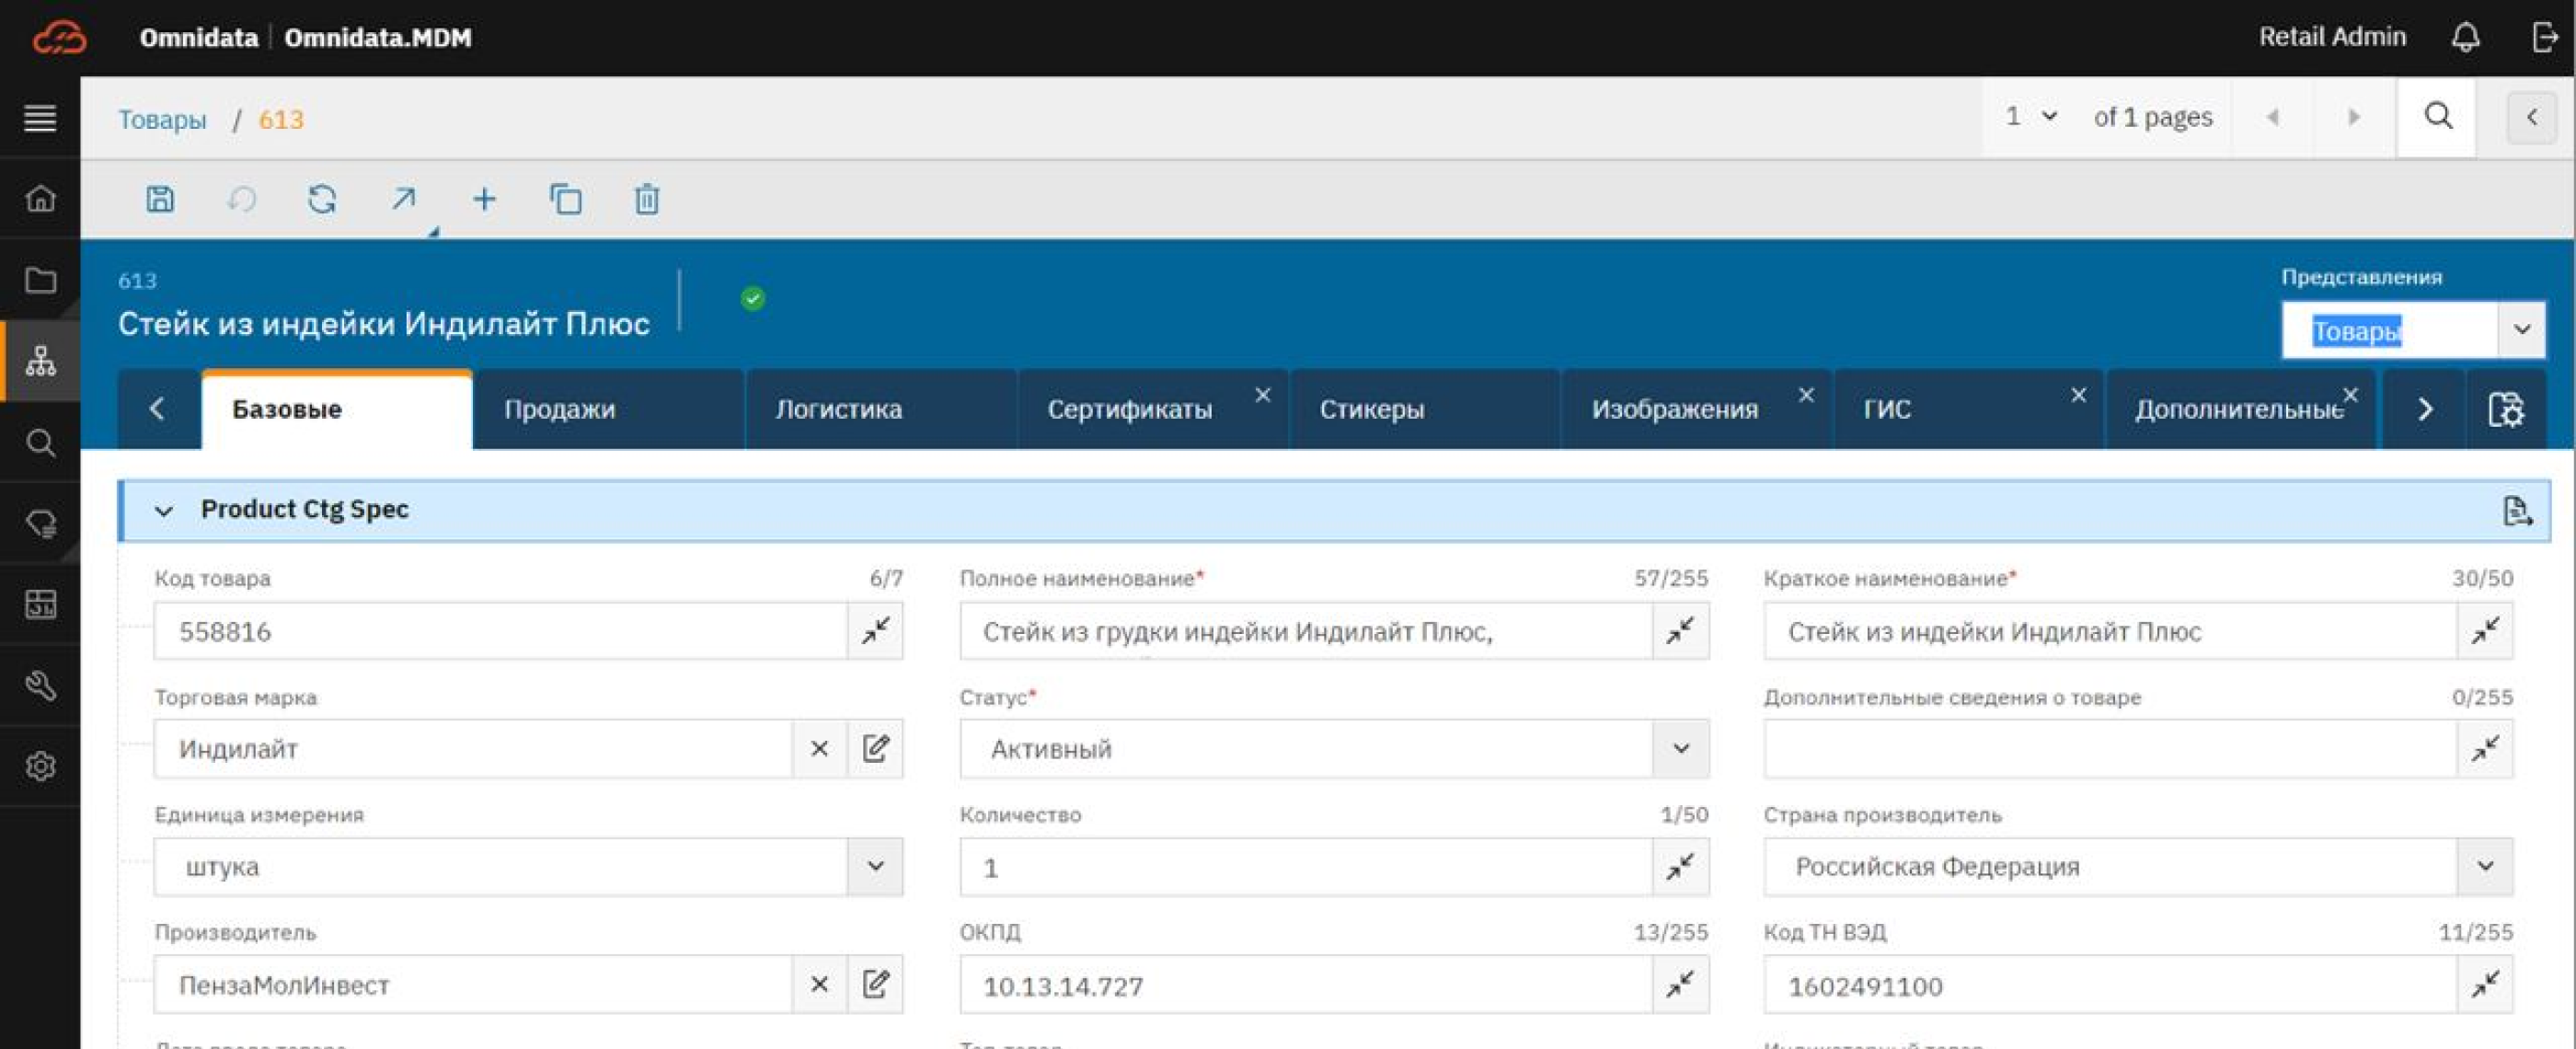 Omnidata | Omnidata.MDM
Retail Admin
Товары / 613
1 of 1 pages
613
Стейк из индейки Индилайт Плюс
Представления
Товары
Базовые Продажи Логистика Сертификаты Стикеры Изображения ГИС Дополнительные
Product Ctg Spec
Код товара 6/7 Полное наименование* 57/255 Краткое наименование* 30/50
558816 Стейк из грудки индейки Индилайт Плюс, Стейк из индейки Индилайт Плюс
Торговая марка Статус* Дополнительные сведения о товаре 0/255
Индилайт Активный
Единица измерения Количество 1/50 Страна производитель
штука 1 Российская Федерация
Производитель ОКПД 13/255 Код ТН ВЭД 11/255
ПензаМолИнвест 10.13.14.727 1602491100